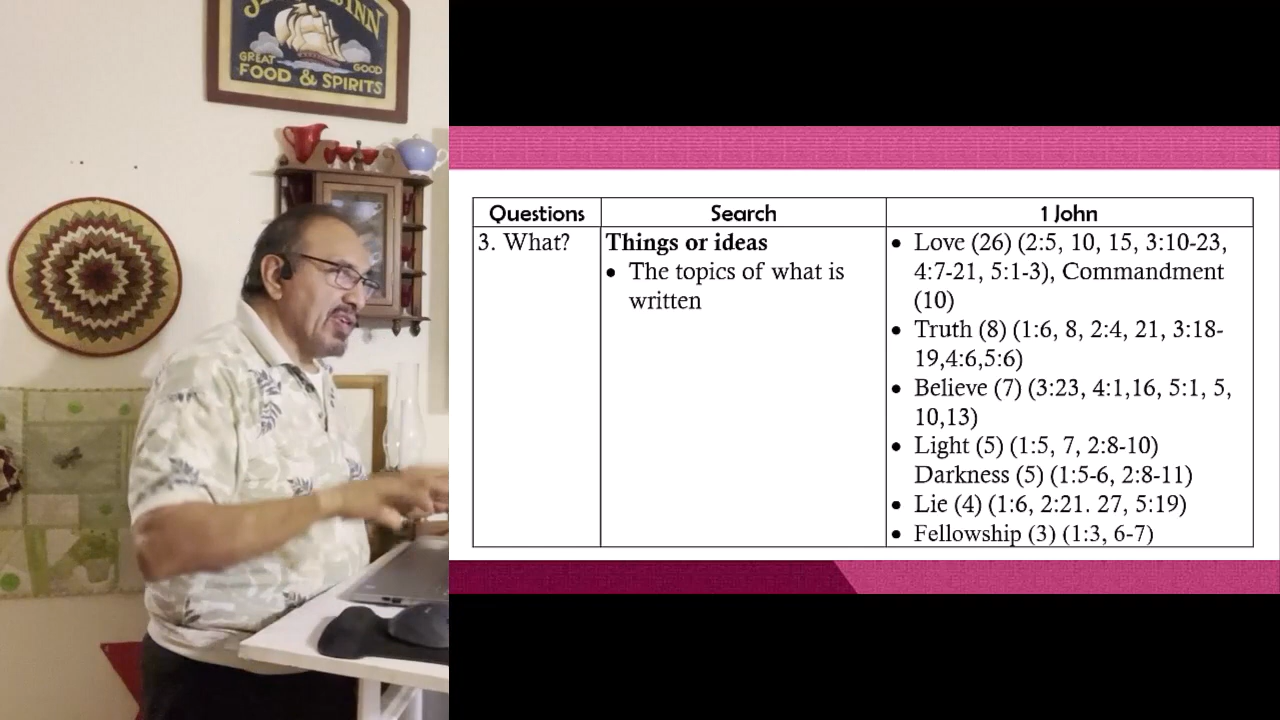 INN
GREAT GOOD
FOOD & SPIRITS
Questions Search 1 John
3. What? Things or ideas
• The topics of what is
written
• Love (26) (2:5, 10, 15, 3:10-23,
4:7-21, 5:1-3), Commandment
(10)
• Truth (8) (1:6, 8, 2:4, 21, 3:18-
19,4:6,5:6)
• Believe (7) (3:23, 4:1,16, 5:1, 5,
10,13)
• Light (5) (1:5, 7, 2:8-10)
Darkness (5) (1:5-6, 2:8-11)
• Lie (4) (1:6, 2:21. 27, 5:19)
• Fellowship (3) (1:3, 6-7)